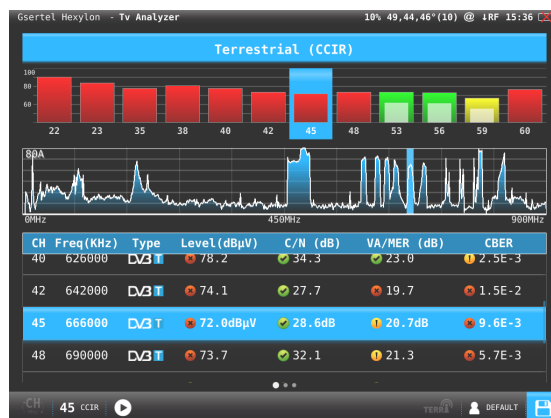 Gsertel Hexylon - Tv Analyzer 10% 49,44,46°(10) @ ↓RF 15:36
Terrestrial (CCIR)
100
80
60
22 23 35 38 40 42 45 48 53 56 59 60
80A
0MHz 450MHz 900MHz
CH Freq(KHz) Type Level(dBµV) C/N (dB) VA/MER (dB) CBER
40 626000 DVB T 78.2 34.3 23.0 2.5E-3
42 642000 DVB T 74.1 27.7 19.7 1.5E-2
45 666000 DVB T 72.0dBµV 28.6dB 20.7dB 9.6E-3
48 690000 DVB T 73.7 32.1 21.3 5.7E-3
CH 45 CCIR TERRA DEFAULT